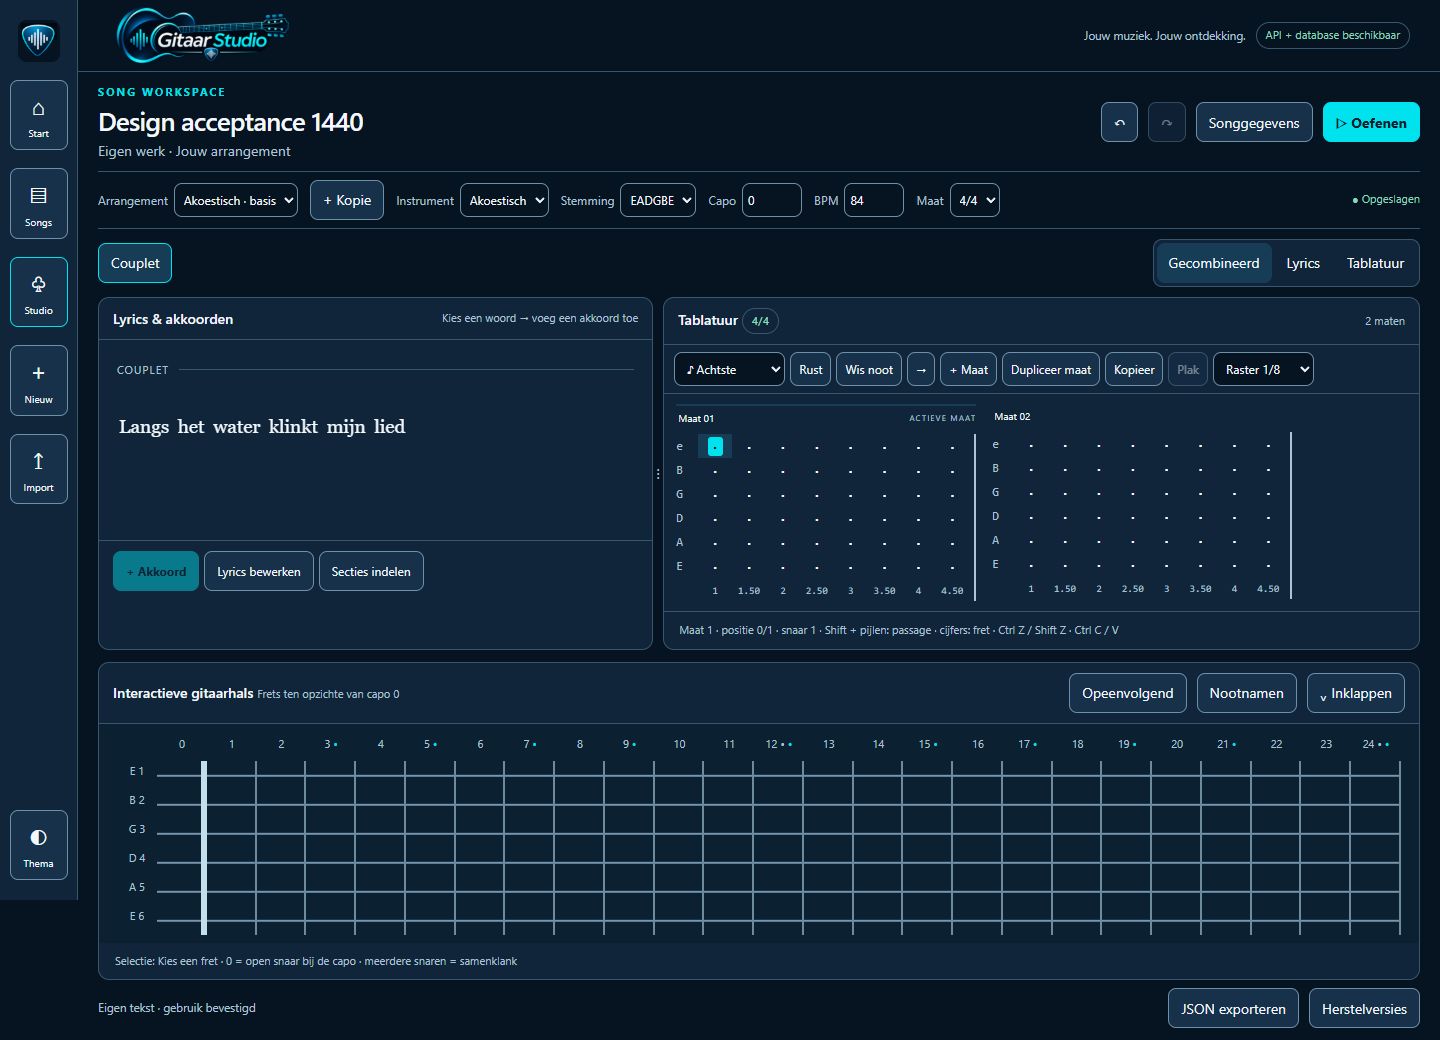 GitaarStudio
Jouw muziek. Jouw ontdekking.
API + database beschikbaar
Start
Songs
Studio
Nieuw
Import
Thema
SONG WORKSPACE
Design acceptance 1440
Eigen werk · Jouw arrangement
Songgegevens
Oefenen
Arrangement Akoestisch · basis + Kopie Instrument Akoestisch Stemming EADGBE Capo 0 BPM 84 Maat 4/4
Opgeslagen
Couplet
Gecombineerd Lyrics Tablatuur
Lyrics & akkoorden
Kies een woord → voeg een akkoord toe
COUPLET
Langs het water klinkt mijn lied
+ Akkoord Lyrics bewerken Secties indelen
Tablatuur 4/4
2 maten
♪ Achtste Rust Wis noot → + Maat Dupliceer maat Kopieer Plak Raster 1/8
Maat 01 ACTIEVE MAAT
e
B
G
D
A
E
1 1.50 2 2.50 3 3.50 4 4.50
Maat 02
e
B
G
D
A
E
1 1.50 2 2.50 3 3.50 4 4.50
Maat 1 · positie 0/1 · snaar 1 · Shift + pijlen: passage · cijfers: fret · Ctrl Z / Shift Z · Ctrl C / V
Interactieve gitaarhals Frets ten opzichte van capo 0
Opeenvolgend Nootnamen Inklappen
0 1 2 3 • 4 5 • 6 7 • 8 9 • 10 11 12 • • 13 14 15 • 16 17 • 18 19 • 20 21 • 22 23 24 • •
E 1
B 2
G 3
D 4
A 5
E 6
Selectie: Kies een fret · 0 = open snaar bij de capo · meerdere snaren = samenklank
Eigen tekst · gebruik bevestigd
JSON exporteren Herstelversies